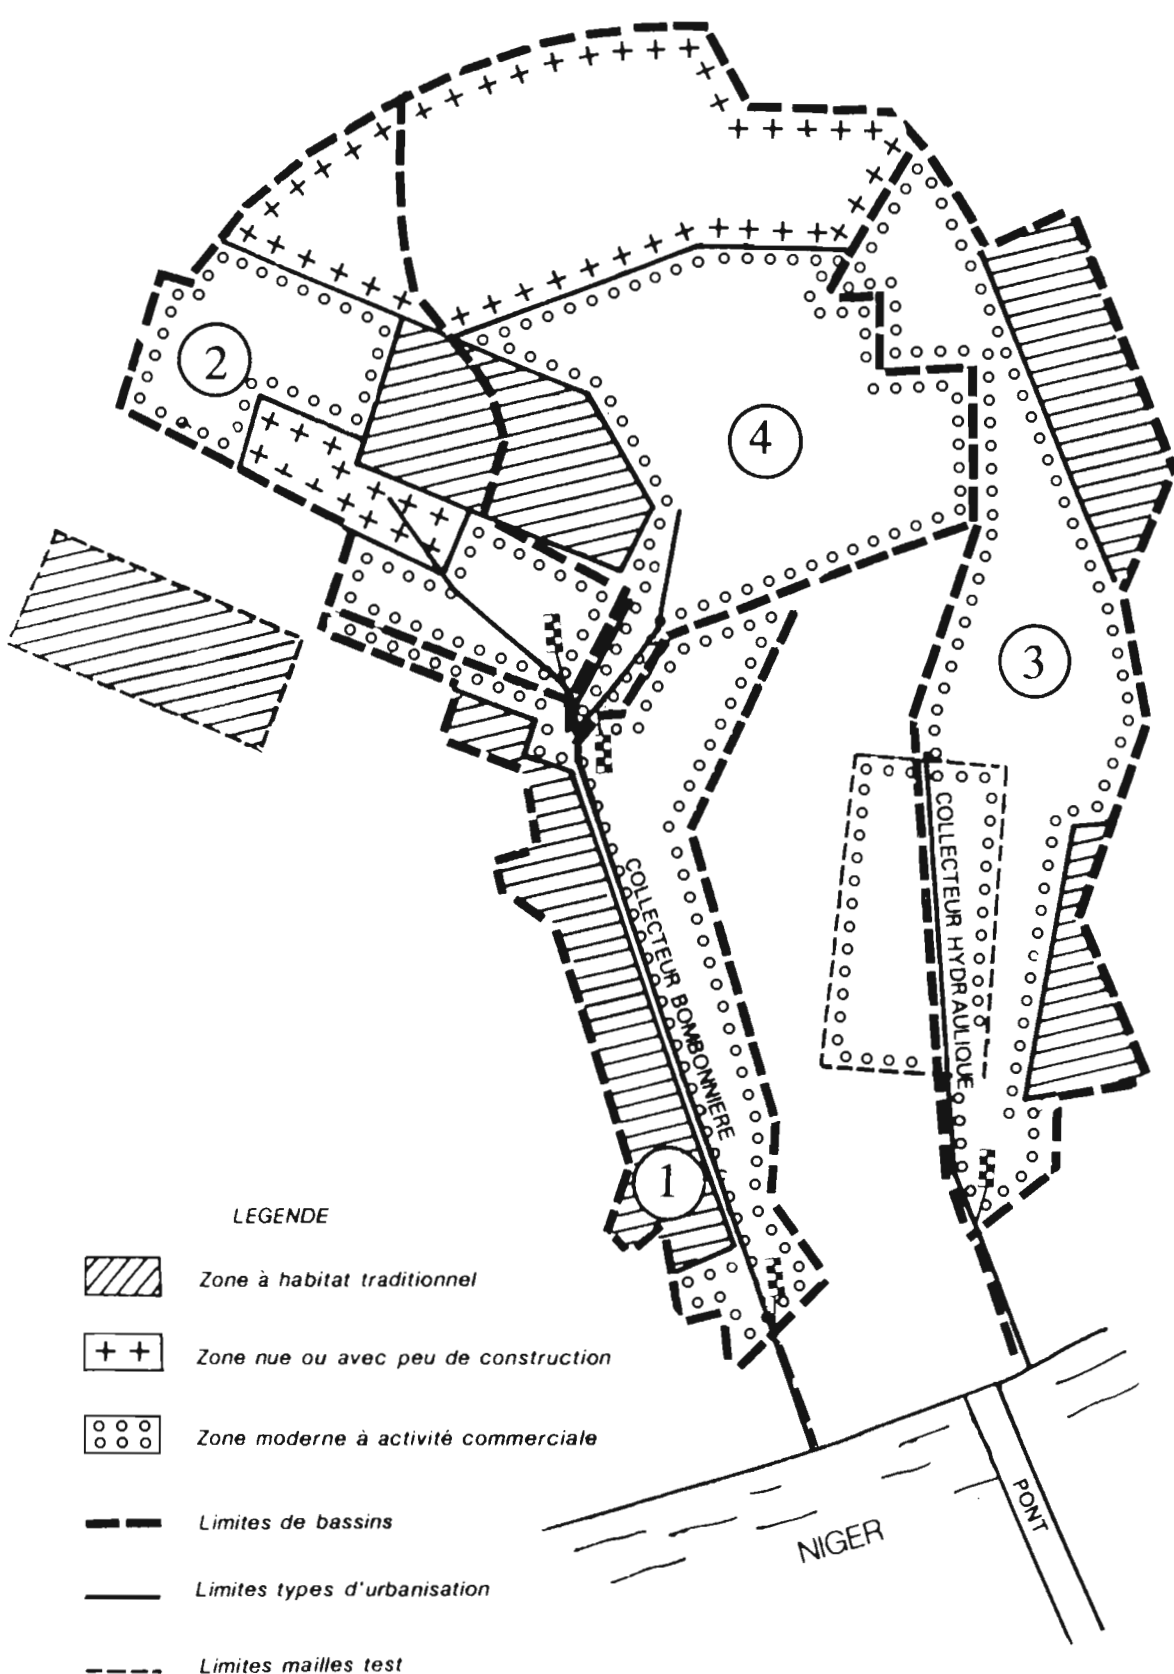 2
4
3
COLLECTEUR HYDRAULIQUE
COLLECTEUR BOMBONNIERE
1
LEGENDE
Zone à habitat traditionnel
Zone nue ou avec peu de construction
Zone moderne à activité commerciale
Limites de bassins
Limites types d'urbanisation
Limites mailles test
NIGER
PONT